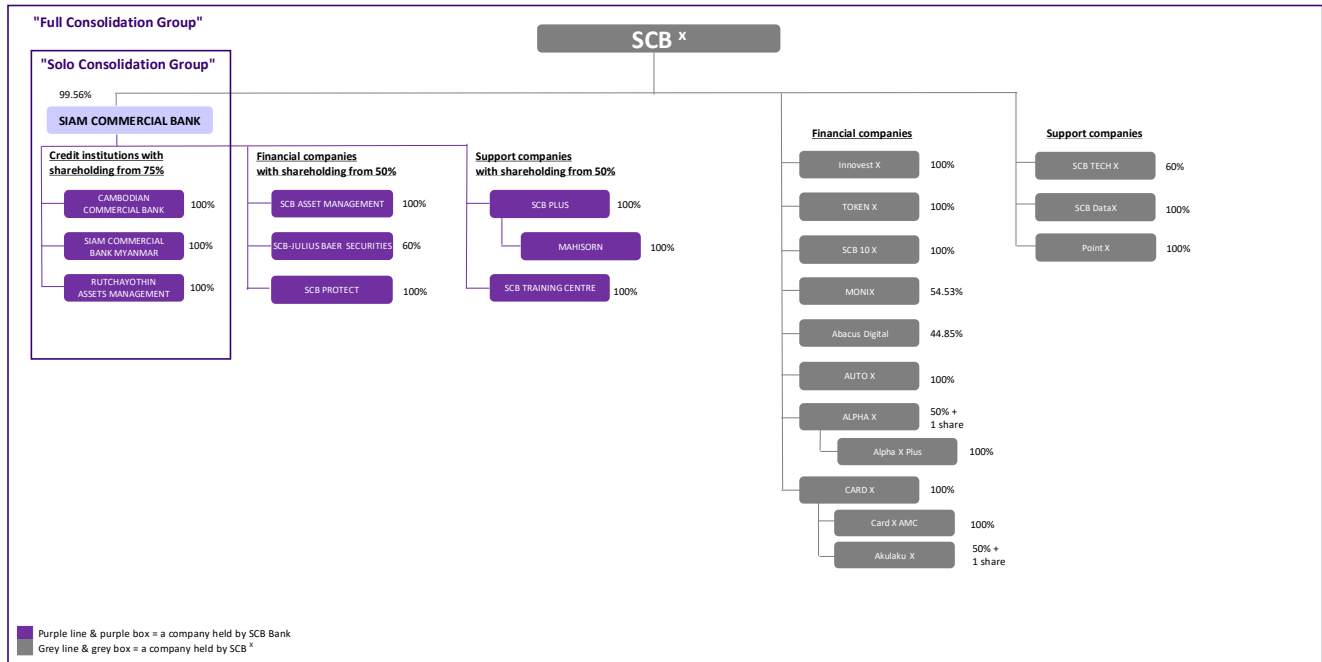 "Full Consolidation Group"
SCB X
"Solo Consolidation Group"
99.56%
SIAM COMMERCIAL BANK
Credit institutions with
shareholding from 75%
CAMBODIAN
COMMERCIAL BANK
100%
SIAM COMMERCIAL
BANK MYANMAR
100%
RUTCHAYOTHIN
ASSETS MANAGEMENT
100%
Financial companies
with shareholding from 50%
SCB ASSET MANAGEMENT
100%
SCB-JULIUS BAER SECURITIES
60%
SCB PROTECT
100%
Support companies
with shareholding from 50%
SCB PLUS
100%
MAHISORN
100%
SCB TRAINING CENTRE
100%
Financial companies
Innovest X
100%
TOKEN X
100%
SCB 10 X
100%
MONIX
54.53%
Abacus Digital
44.85%
AUTO X
100%
ALPHA X
50% +
1 share
Alpha X Plus
100%
CARD X
100%
Card X AMC
100%
Akulaku X
50% +
1 share
Support companies
SCB TECH X
60%
SCB DataX
100%
Point X
100%
Purple line & purple box = a company held by SCB Bank
Grey line & grey box = a company held by SCB X